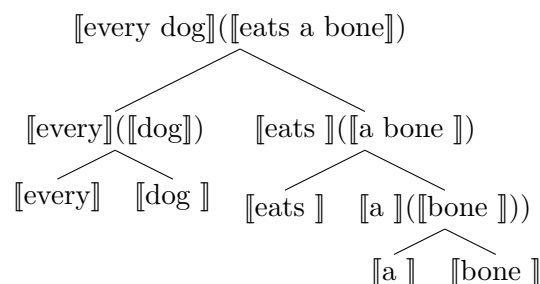 ⟦every dog⟧(⟦eats a bone⟧)
⟦every⟧(⟦dog⟧) ⟦eats ⟧(⟦a bone ⟧)
⟦every⟧ ⟦dog ⟧ ⟦eats ⟧ ⟦a ⟧(⟦bone ⟧))
⟦a ⟧ ⟦bone ⟧